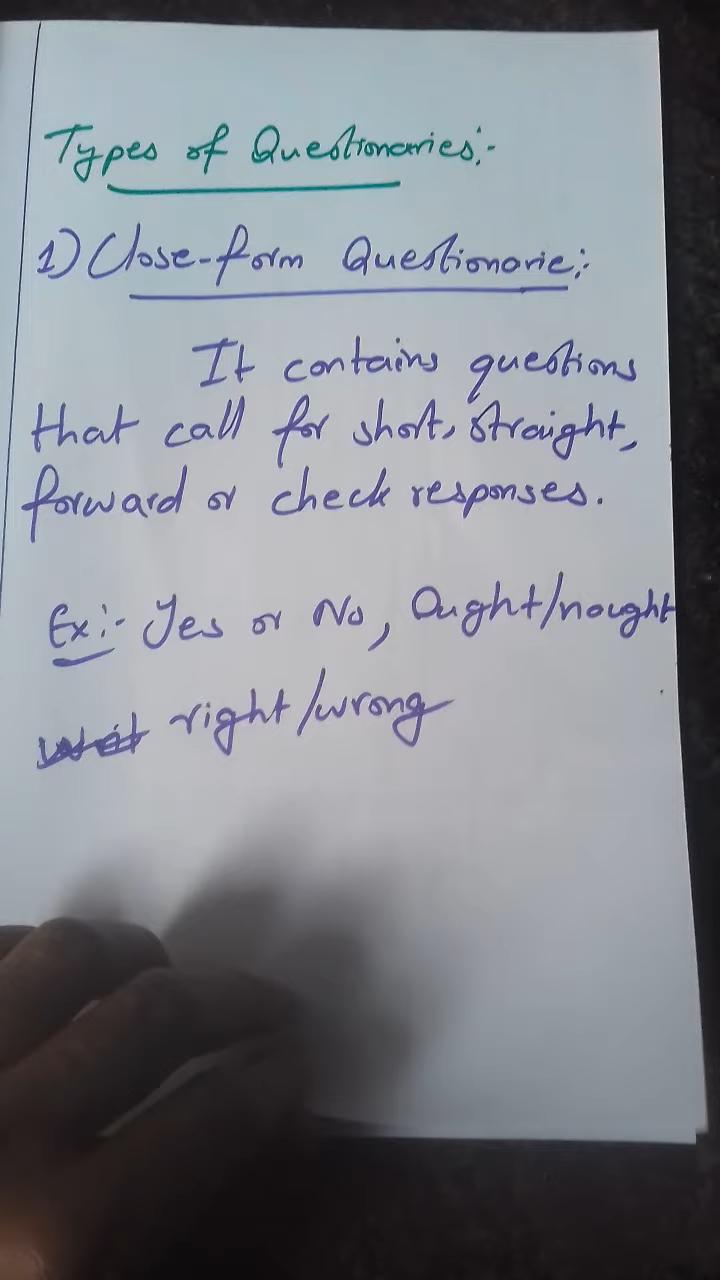 Types of Questionaries:-
1) Close-form Questionarie:-
It contains questions
that call for short, straight,
forward or check responses.
Ex:- Yes or No, Ought/nought
right/wrong